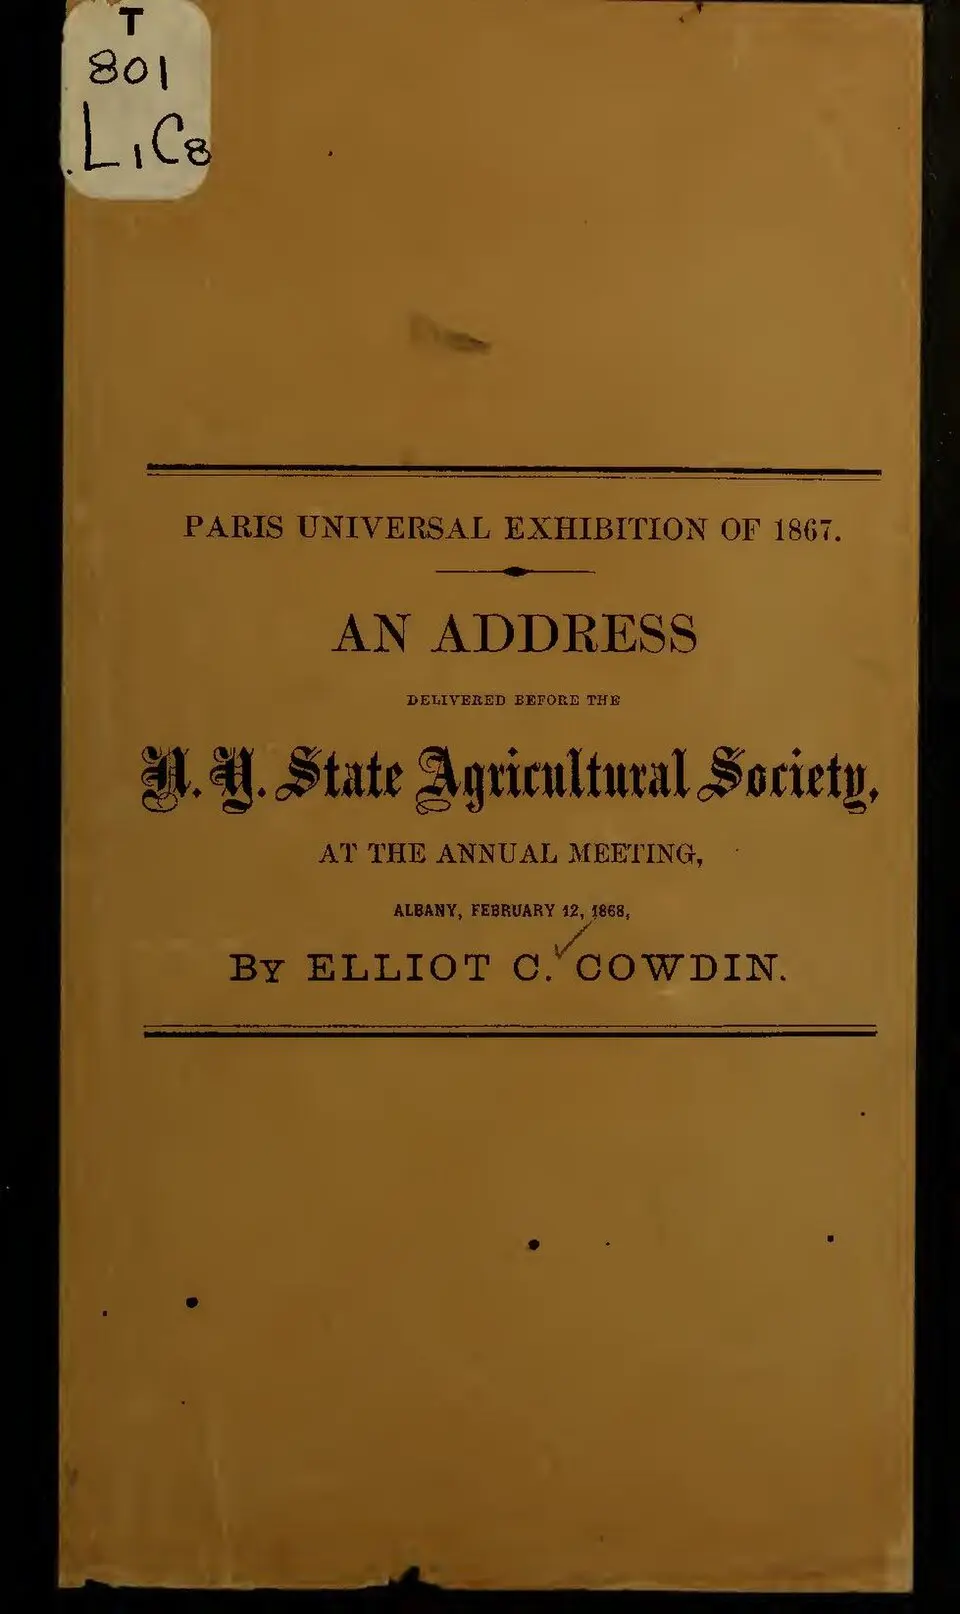 T
801
L1C8
PARIS UNIVERSAL EXHIBITION OF 1867.
AN ADDRESS
DELIVERED BEFORE THE
N. Y. State Agricultural Society,
AT THE ANNUAL MEETING,
ALBANY, FEBRUARY 12, 1868,
BY ELLIOT C. COWDIN.